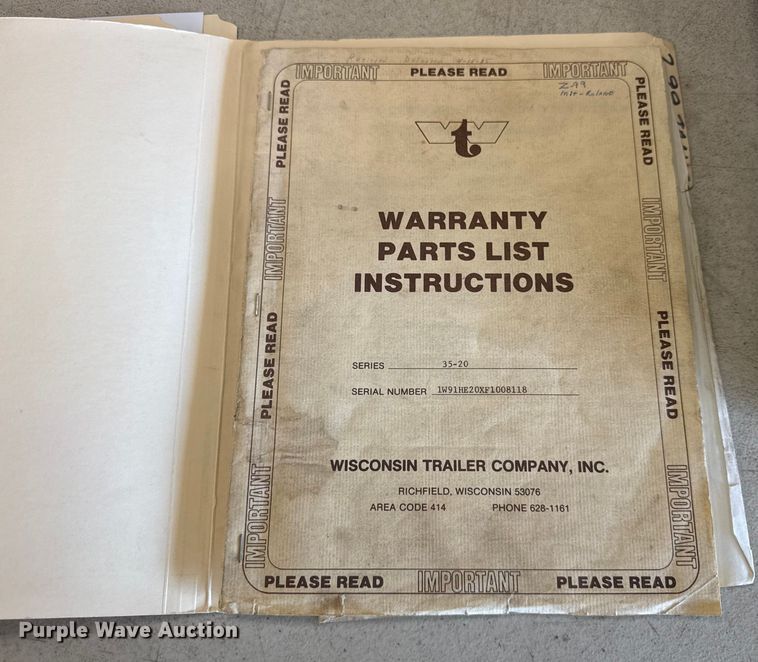 IMPORTANT PLEASE READ IMPORTANT
Z99
PLEASE READ
PLEASE READ
wt
WARRANTY
PARTS LIST
INSTRUCTIONS
IMPORTANT
IMPORTANT
PLEASE READ
PLEASE READ
SERIES 35-20
SERIAL NUMBER 1W91HE20XF1008118
WISCONSIN TRAILER COMPANY, INC.
RICHFIELD, WISCONSIN 53076
AREA CODE 414 PHONE 628-1161
IMPORTANT
IMPORTANT
PLEASE READ IMPORTANT PLEASE READ
Purple Wave Auction